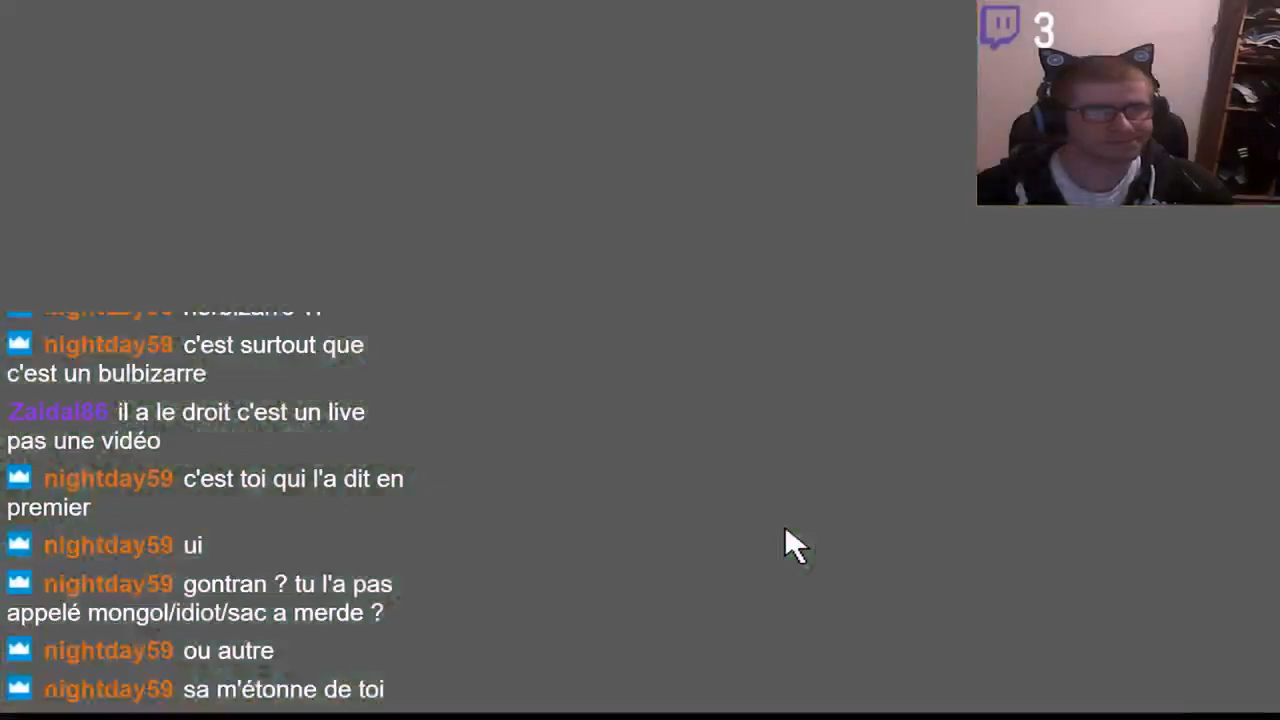 3
nightday59 c'est surtout que
c'est un bulbizarre
Zaidal86 il a le droit c'est un live
pas une vidéo
nightday59 c'est toi qui l'a dit en
premier
nightday59 ui
nightday59 gontran ? tu l'a pas
appelé mongol/idiot/sac a merde ?
nightday59 ou autre
nightday59 sa m'étonne de toi